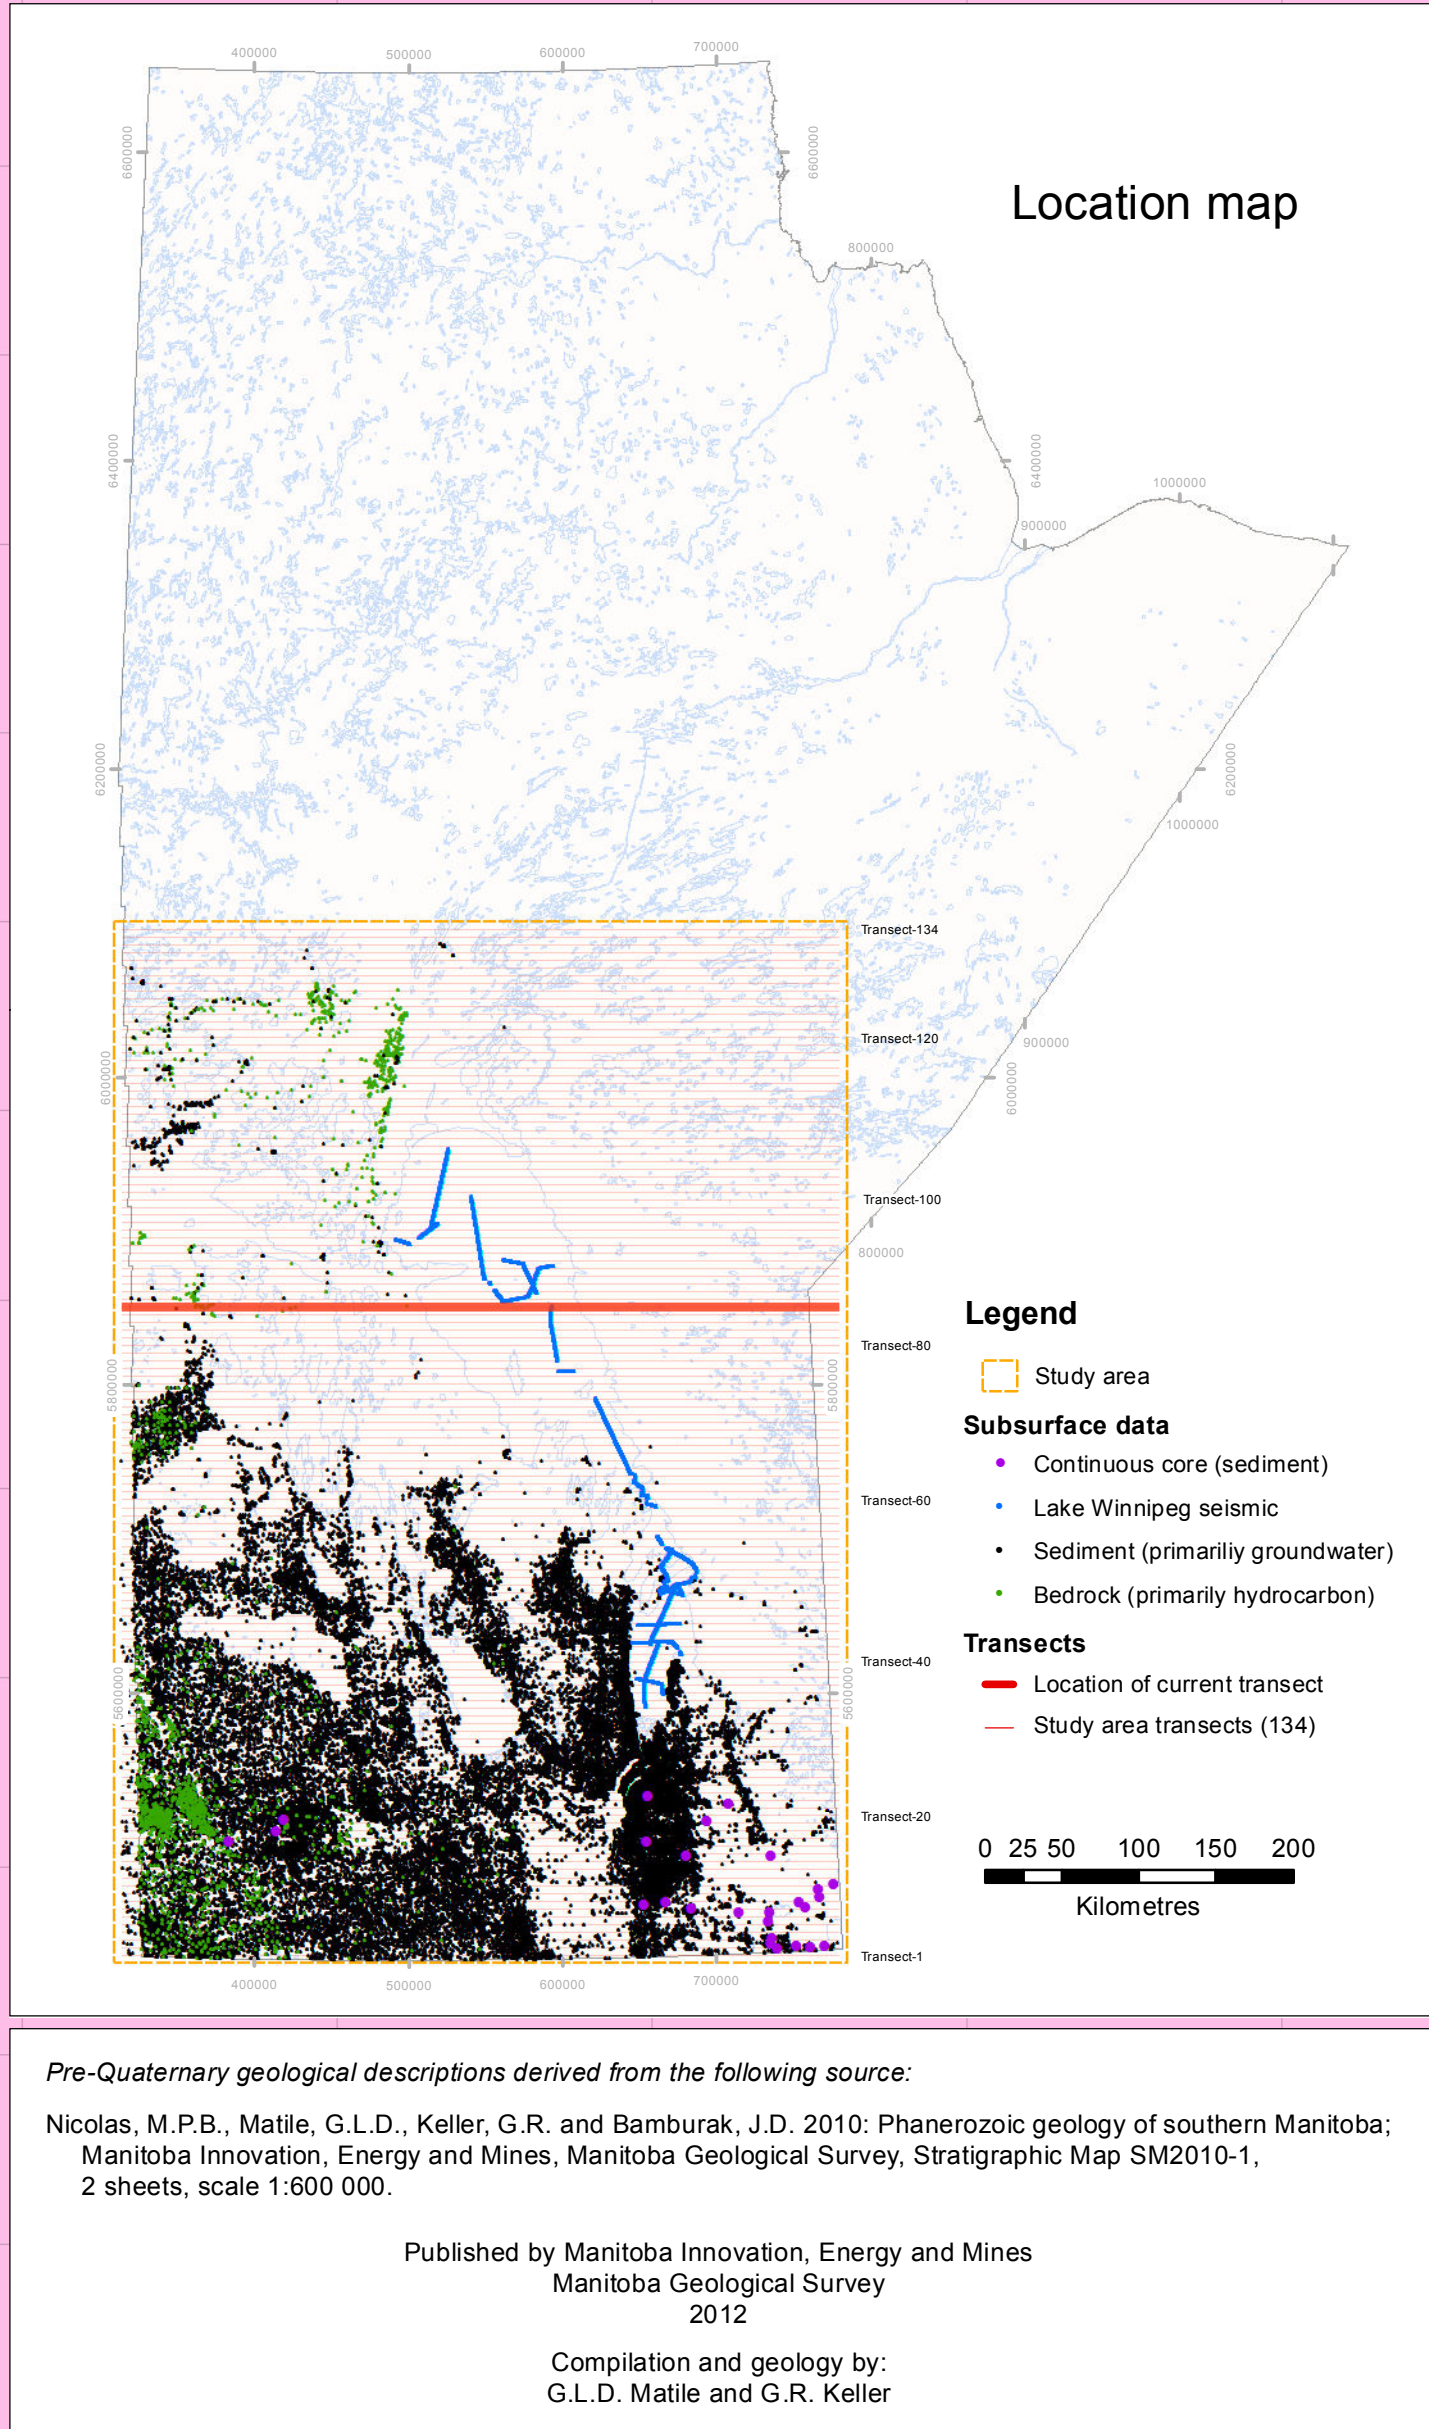 400000
500000
600000
700000
6600000
6600000
Location map
800000
6400000
6400000
1000000
900000
6200000
6200000
1000000
Transect-134
Transect-120
900000
6000000
6000000
Transect-100
800000
Legend
Transect-80
5800000
5800000
Study area
Subsurface data
Continuous core (sediment)
Transect-60
Lake Winnipeg seismic
Sediment (primariliy groundwater)
Bedrock (primarily hydrocarbon)
Transects
Transect-40
5600000
5600000
Location of current transect
Study area transects (134)
Transect-20
0 25 50 100 150 200
Kilometres
Transect-1
400000
500000
600000
700000
Pre-Quaternary geological descriptions derived from the following source:
Nicolas, M.P.B., Matile, G.L.D., Keller, G.R. and Bamburak, J.D. 2010: Phanerozoic geology of southern Manitoba;
Manitoba Innovation, Energy and Mines, Manitoba Geological Survey, Stratigraphic Map SM2010-1,
2 sheets, scale 1:600 000.
Published by Manitoba Innovation, Energy and Mines
Manitoba Geological Survey
2012
Compilation and geology by:
G.L.D. Matile and G.R. Keller